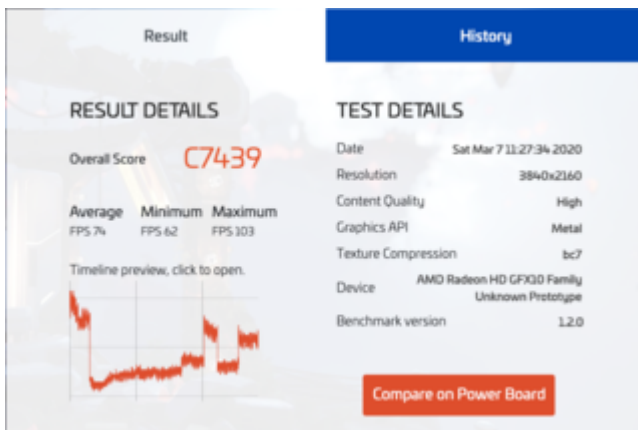 Result
History
RESULT DETAILS
Overall Score C7439
Average Minimum Maximum
FPS 74 FPS 62 FPS 103
Timeline preview, click to open.
TEST DETAILS
Date Sat Mar 7 11:27:34 2020
Resolution 3840x2160
Content Quality High
Graphics API Metal
Texture Compression bc7
Device AMD Radeon HD GFX10 Family
Unknown Prototype
Benchmark version 1.2.0
Compare on Power Board